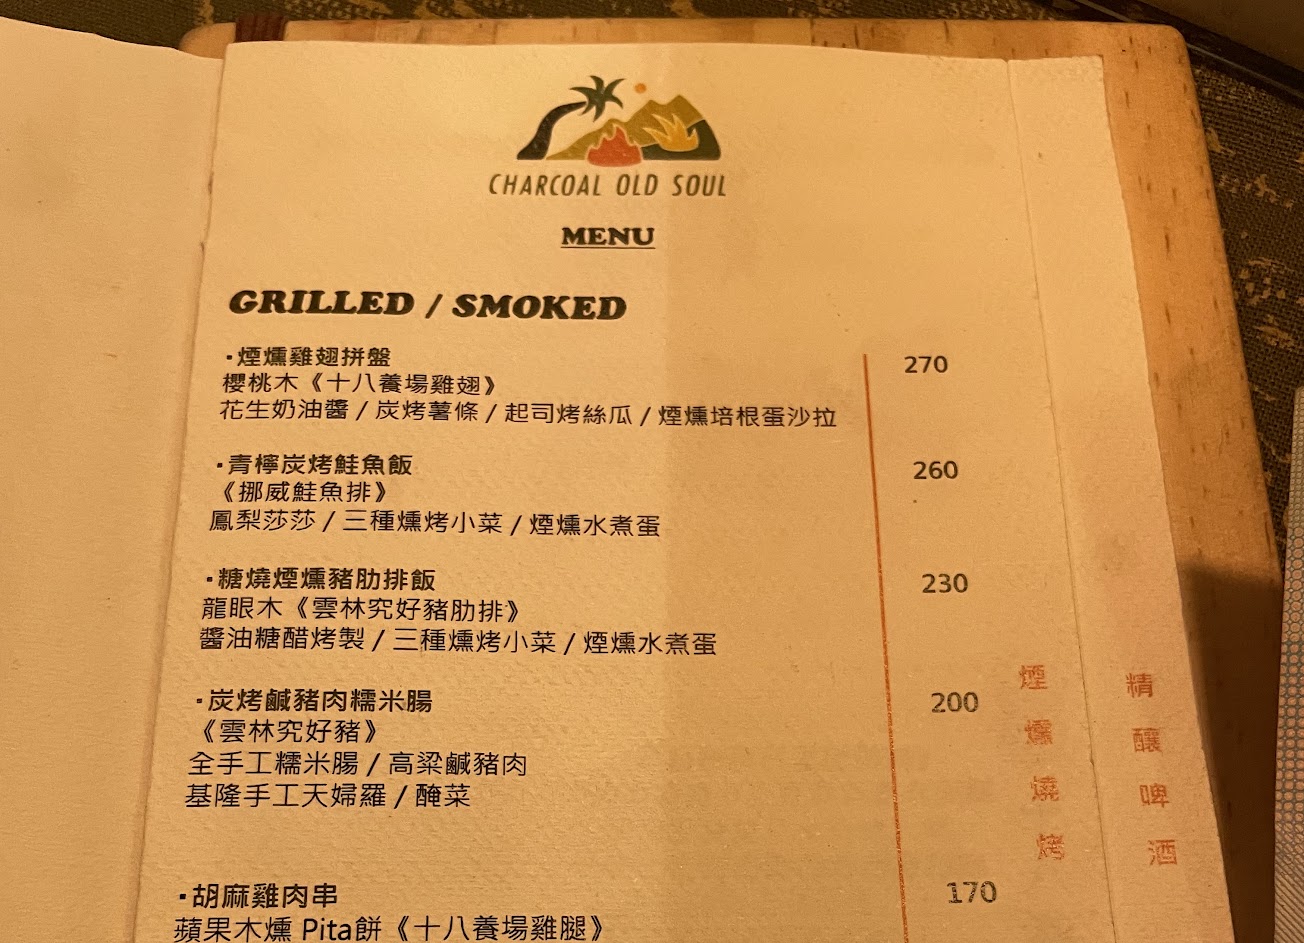 CHARCOAL OLD SOUL
MENU
GRILLED / SMOKED
·煙燻雞翅拼盤 270
櫻桃木《十八養場雞翅》
花生奶油醬 / 炭烤薯條 / 起司烤絲瓜 / 煙燻培根蛋沙拉
·青檸炭烤鮭魚飯 260
《挪威鮭魚排》
鳳梨莎莎 / 三種燻烤小菜 / 煙燻水煮蛋
·糖燒煙燻豬肋排飯 230
龍眼木《雲林究好豬肋排》
醬油糖醋烤製 / 三種燻烤小菜 / 煙燻水煮蛋
·炭烤鹹豬肉糯米腸 200
《雲林究好豬》
全手工糯米腸 / 高粱鹹豬肉
基隆手工天婦羅 / 醃菜
·胡麻雞肉串 170
蘋果木燻 Pita餅《十八養場雞腿》
精釀啤酒
煙燻燒烤